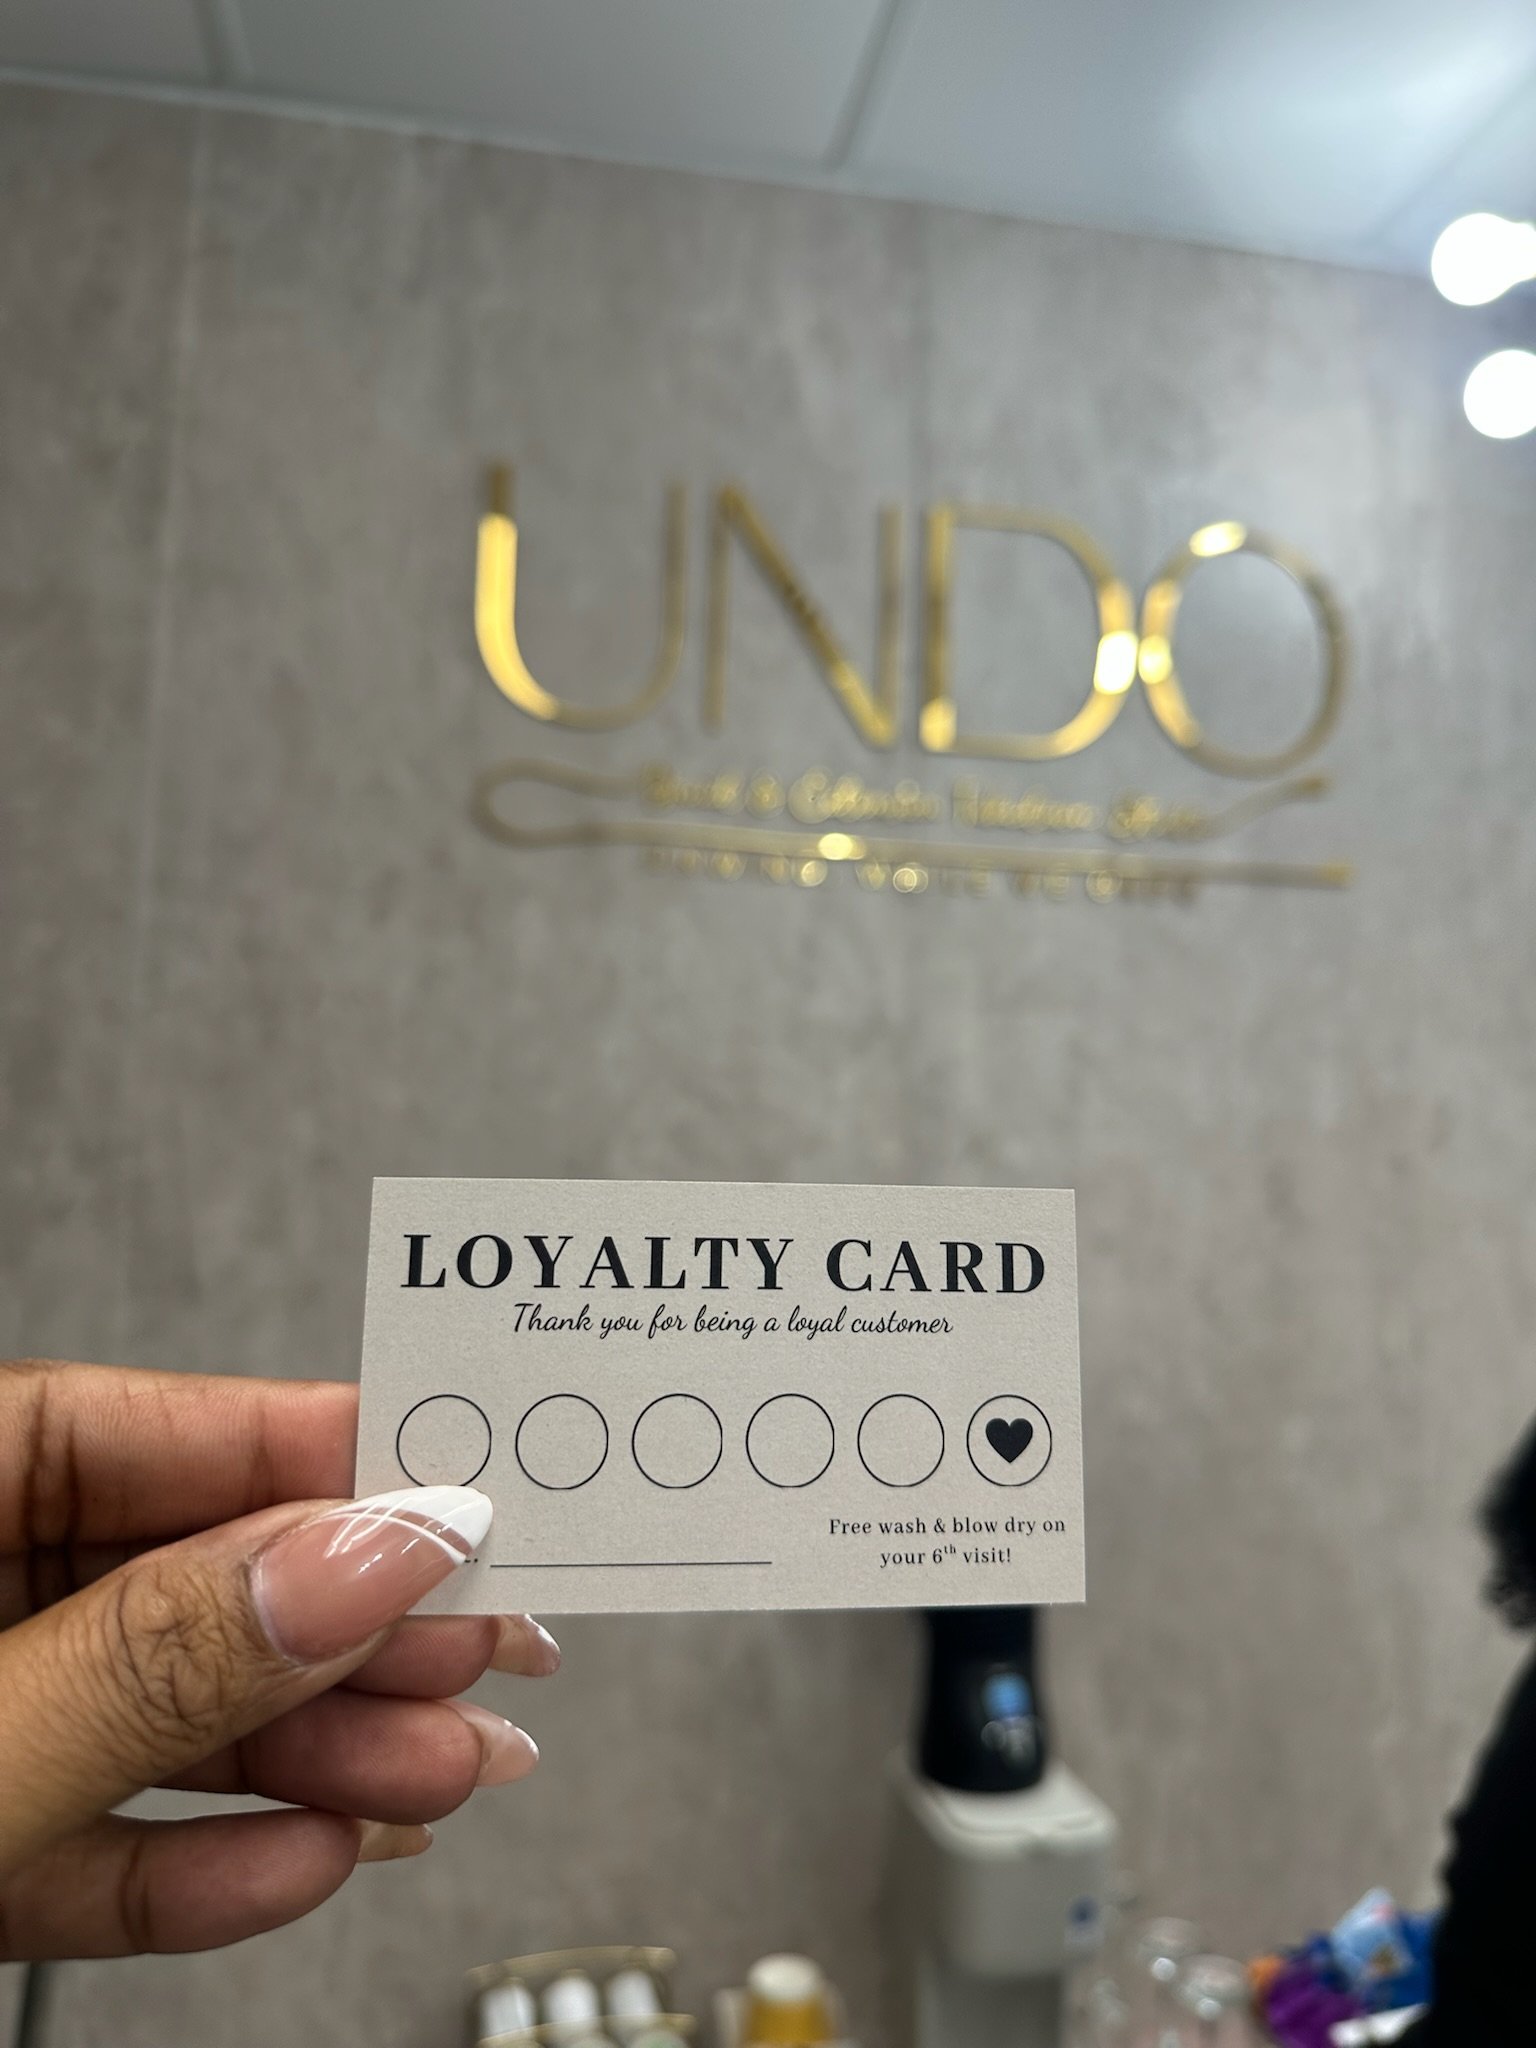 UNDO
LOYALTY CARD
Thank you for being a loyal customer
Free wash & blow dry on
your 6th visit!